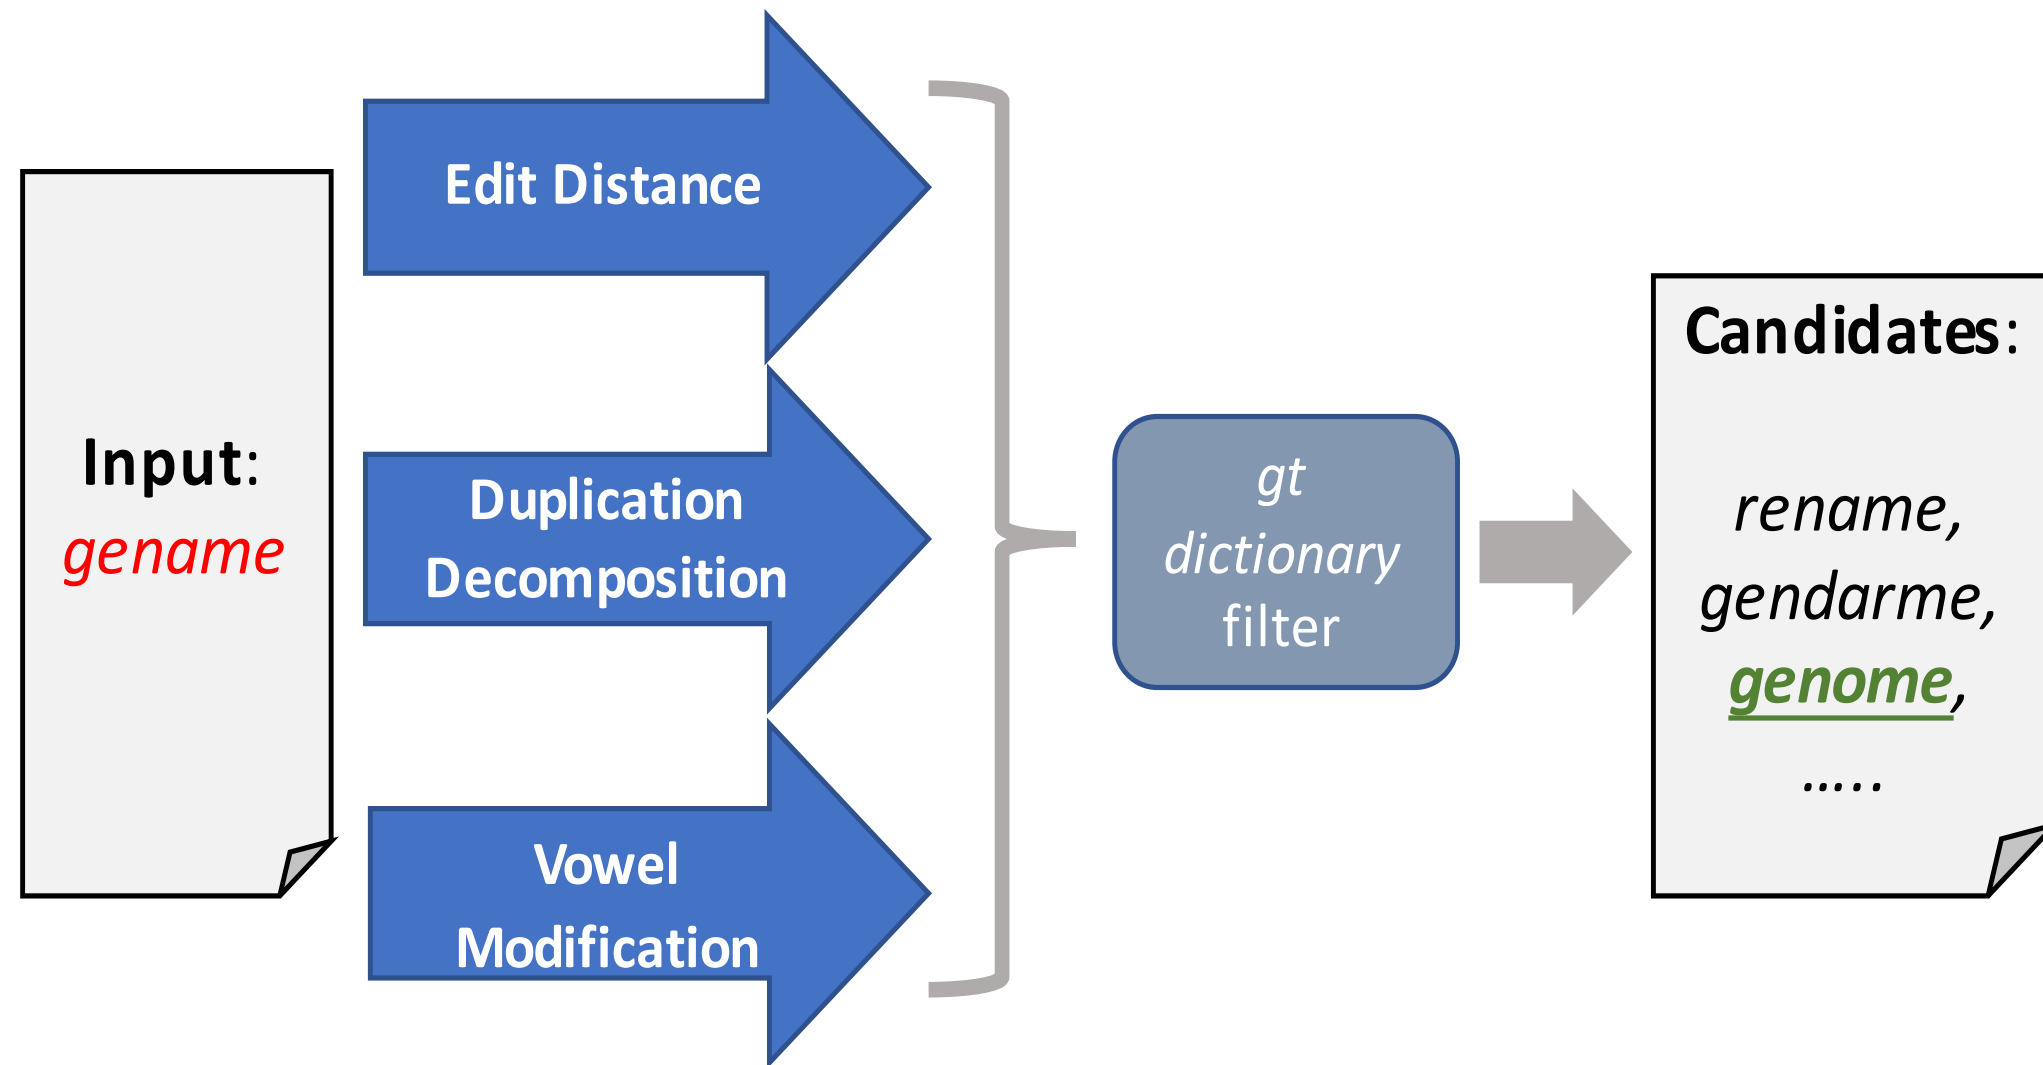 Input:
gename
Edit Distance
Duplication
Decomposition
Vowel
Modification
gt
dictionary
filter
Candidates:
rename,
gendarme,
genome,
…..